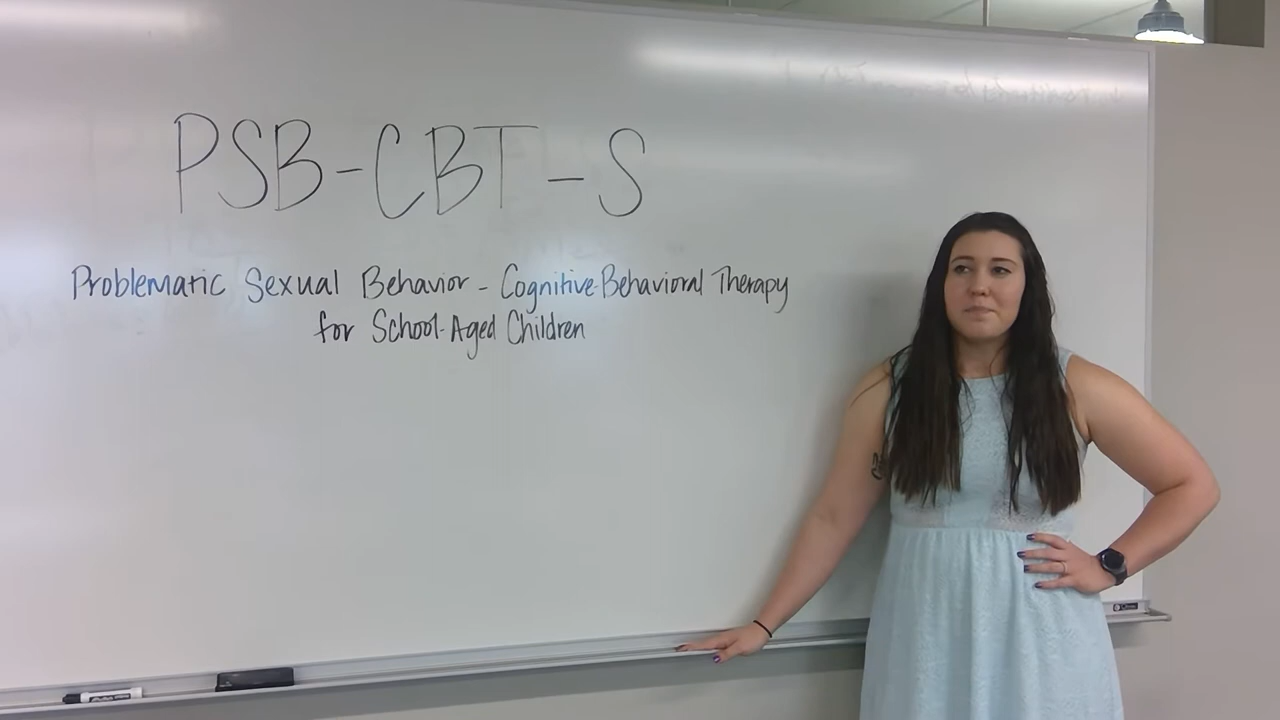 PSB-CBT-S
Problematic Sexual Behavior - Cognitive-Behavioral Therapy
for School-Aged Children